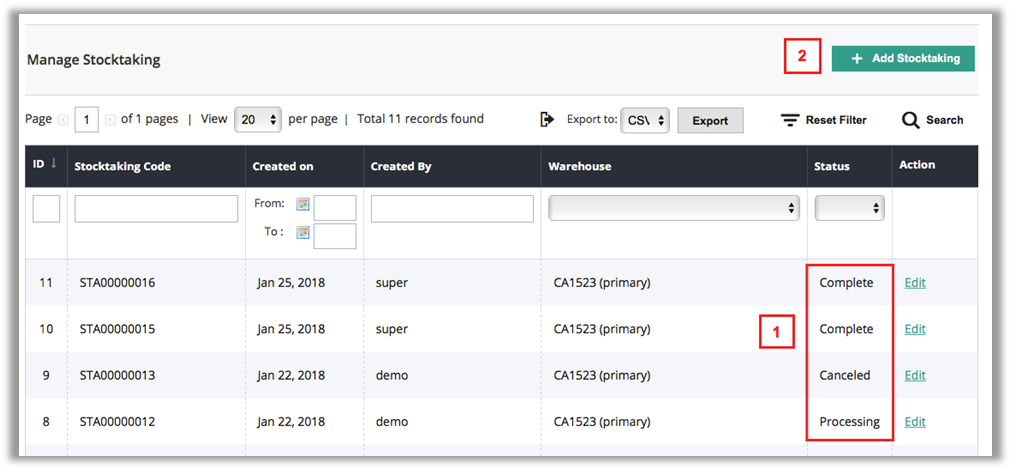 Manage Stocktaking
2
+ Add Stocktaking
Page 1 of 1 pages | View 20 per page | Total 11 records found
Export to: CSV Export
Reset Filter
Search
ID ↓ Stocktaking Code Created on Created By Warehouse Status Action
From:
To :
11 STA00000016 Jan 25, 2018 super CA1523 (primary) Complete Edit
10 STA00000015 Jan 25, 2018 super CA1523 (primary) 1 Complete Edit
9 STA00000013 Jan 22, 2018 demo CA1523 (primary) Canceled Edit
8 STA00000012 Jan 22, 2018 demo CA1523 (primary) Processing Edit